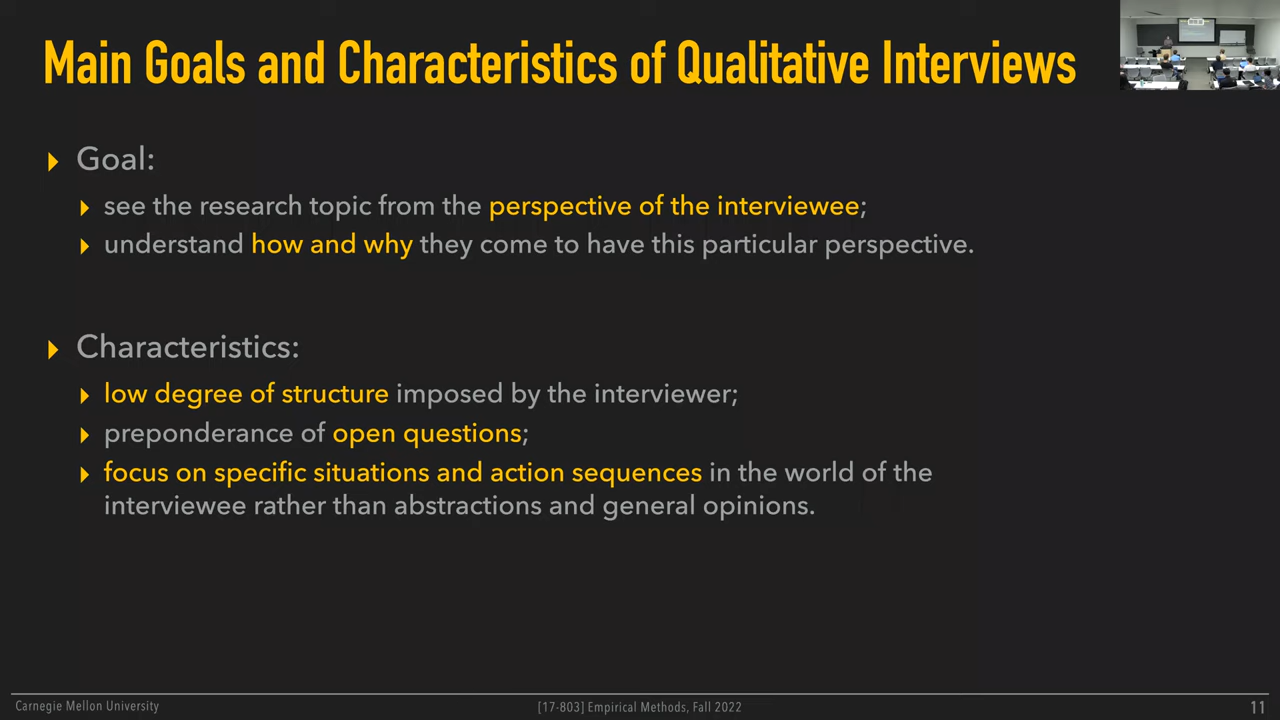 Main Goals and Characteristics of Qualitative Interviews
Goal:
see the research topic from the perspective of the interviewee;
understand how and why they come to have this particular perspective.
Characteristics:
low degree of structure imposed by the interviewer;
preponderance of open questions;
focus on specific situations and action sequences in the world of the
interviewee rather than abstractions and general opinions.
Carnegie Mellon University
[17-803] Empirical Methods, Fall 2022
11